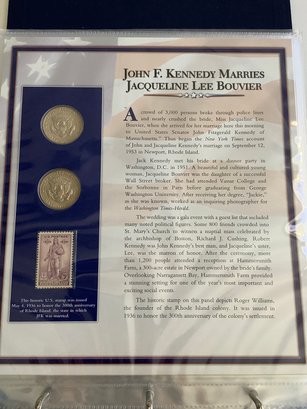 JOHN F. KENNEDY MARRIES
JACQUELINE LEE BOUVIER
A crowd of 3,000 persons broke through police lines
and nearly crushed the bride, Miss Jacqueline Lee
Bouvier, when she arrived for her marriage here this morning
to United States Senator John Fitzgerald Kennedy of
Massachusetts." Thus began the New York Times account
of John and Jacqueline Kennedy's marriage on September 12,
1953 in Newport, Rhode Island.
Jack Kennedy met his bride at a dinner party in
Washington, D.C. in 1951. A beautiful and cultured young
woman, Jacqueline Bouvier was the daughter of a successful
Wall Street broker. She had attended Vassar College and
the Sorbonne in Paris before graduating from George
Washington University. After receiving her degree, "Jackie,"
as she was known, worked as an inquiring photographer for
the Washington Times-Herald.
The wedding was a gala event with a guest list that included
many noted political figures. Some 800 friends crowded into
St. Mary's Church to witness a nuptial mass celebrated by
the archbishop of Boston, Richard J. Cushing. Robert
Kennedy was John Kennedy's best man, and Jacqueline's sister,
Lee, was the matron of honor. After the ceremony, more
than 1,200 people attended a reception at Hammersmith Farm,
a 300-acre estate in Newport owned by the bride's family.
Overlooking Narragansett Bay, Hammersmith Farm provided
a stunning setting for one of the year's most important and
exciting social events.
The historic stamp on this panel depicts Roger Williams,
the founder of the Rhode Island colony. It was issued in
1936 to honor the 300th anniversary of the colony's settlement.
This historic U.S. stamp was issued
May 4, 1936 to honor the 300th anniversary
of Rhode Island, the state in which
JFK was married.